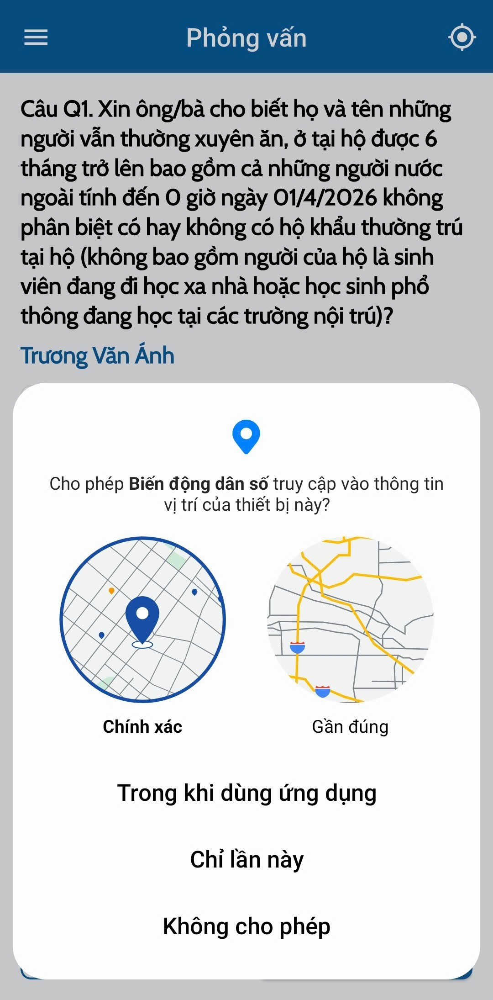 Phỏng vấn
Câu Q1. Xin ông/bà cho biết họ và tên những
người vẫn thường xuyên ăn, ở tại hộ được 6
tháng trở lên bao gồm cả những người nước
ngoài tính đến 0 giờ ngày 01/4/2026 không
phân biệt có hay không có hộ khẩu thường trú
tại hộ (không bao gồm người của hộ là sinh
viên đang đi học xa nhà hoặc học sinh phổ
thông đang học tại các trường nội trú)?
Trương Văn Ánh
Cho phép Biến động dân số truy cập vào thông tin
vị trí của thiết bị này?
Chính xác
Gần đúng
Trong khi dùng ứng dụng
Chỉ lần này
Không cho phép